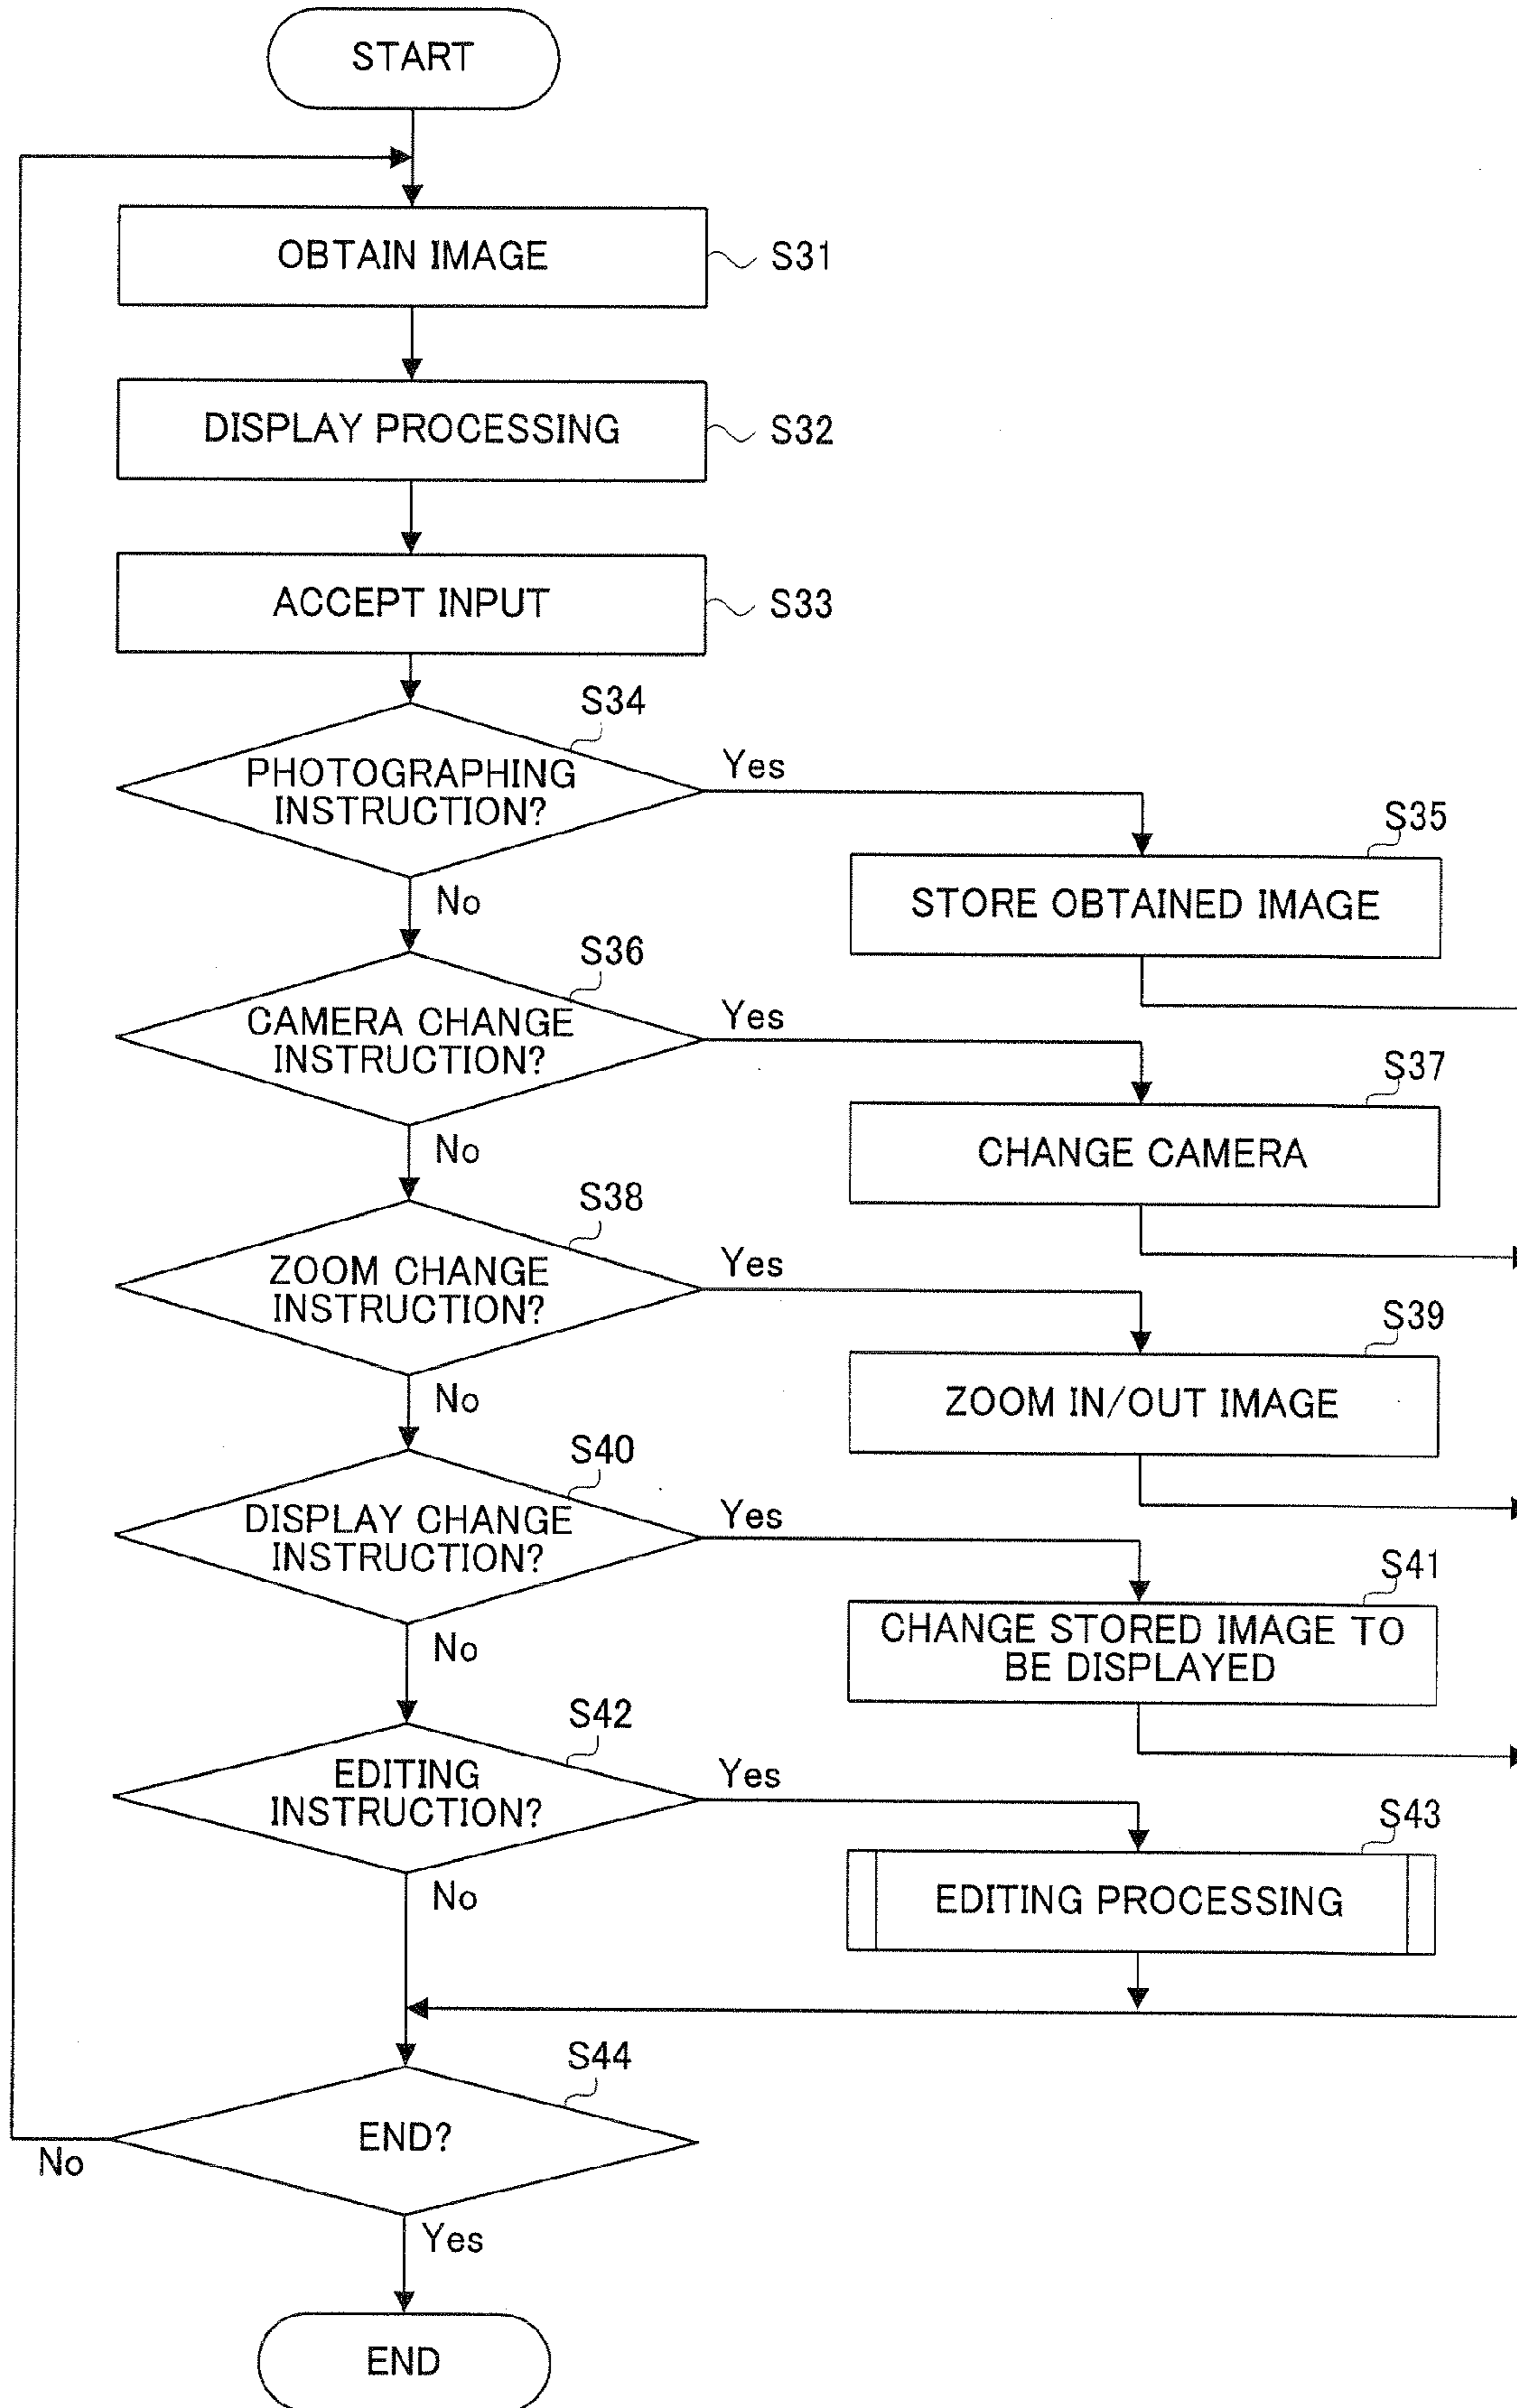 START
OBTAIN IMAGE
S31
DISPLAY PROCESSING
S32
ACCEPT INPUT
S33
S34
PHOTOGRAPHING
INSTRUCTION?
Yes
No
S35
STORE OBTAINED IMAGE
S36
CAMERA CHANGE
INSTRUCTION?
Yes
No
S37
CHANGE CAMERA
S38
ZOOM CHANGE
INSTRUCTION?
Yes
No
S39
ZOOM IN/OUT IMAGE
S40
DISPLAY CHANGE
INSTRUCTION?
Yes
No
S41
CHANGE STORED IMAGE TO
BE DISPLAYED
S42
EDITING
INSTRUCTION?
Yes
No
S43
EDITING PROCESSING
S44
END?
No
Yes
END